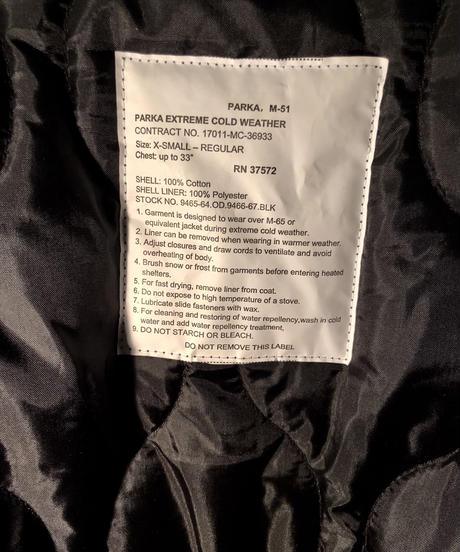 PARKA, M-51
PARKA EXTREME COLD WEATHER
CONTRACT NO. 17011-MC-36933
Size: X-SMALL – REGULAR
Chest: up to 33"
RN 37572
SHELL: 100% Cotton
SHELL LINER: 100% Polyester
STOCK NO. 9465-64.OD.9466-67.BLK
1. Garment is designed to wear over M-65 or
equivalent jacket during extreme cold weather.
2. Liner can be removed when wearing in warmer weather.
3. Adjust closures and draw cords to ventilate and avoid
overheating of body.
4. Brush snow or frost from garments before entering heated
shelters.
5. For fast drying, remove liner from coat.
6. Do not expose to high temperature of a stove.
7. Lubricate slide fasteners with wax.
8. For cleaning and restoring of water repellency,wash in cold
water and add water repellency treatment,
9. DO NOT STARCH OR BLEACH.
DO NOT REMOVE THIS LABEL